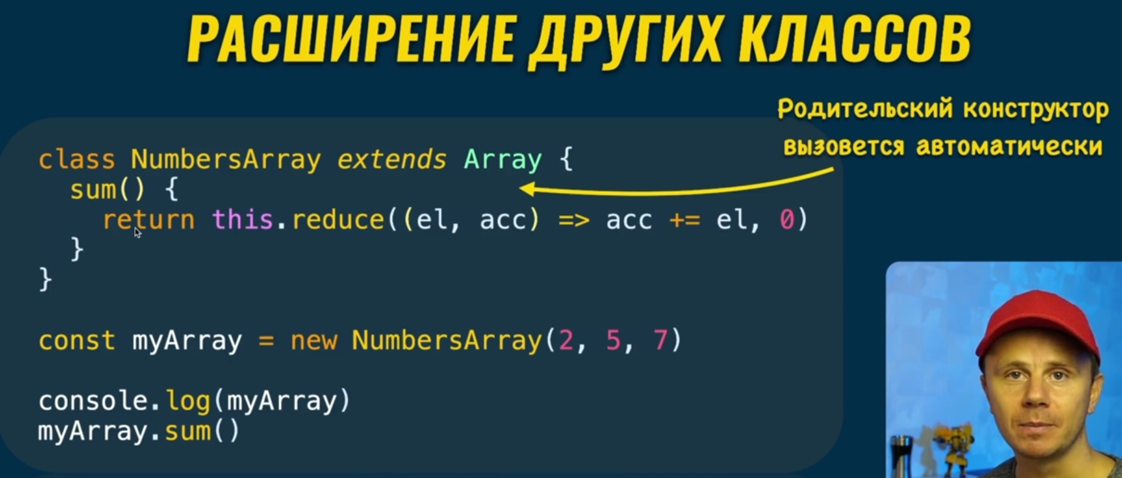 РАСШИРЕНИЕ ДРУГИХ КЛАССОВ
Родительский конструктор
вызовется автоматически
class NumbersArray extends Array {
  sum() {
    return this.reduce((el, acc) => acc += el, 0)
  }
}
const myArray = new NumbersArray(2, 5, 7)
console.log(myArray)
myArray.sum()